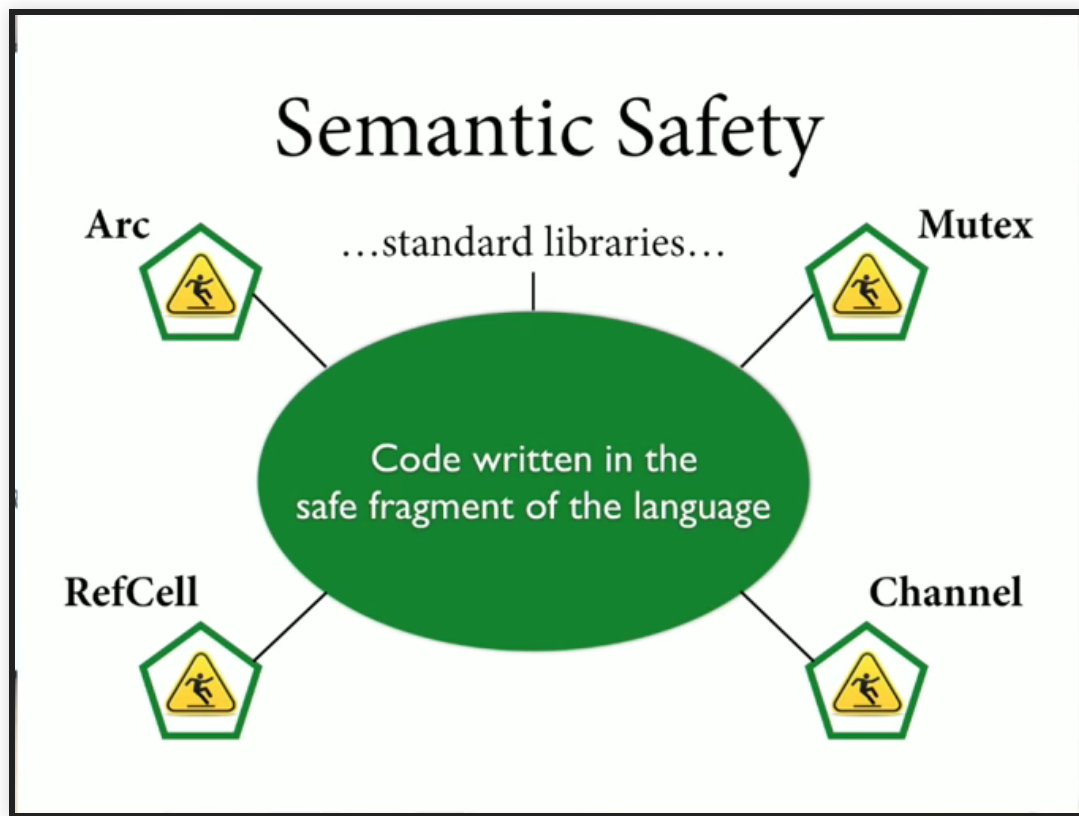 Semantic Safety
Arc
…standard libraries…
Mutex
Code written in the
safe fragment of the language
RefCell
Channel